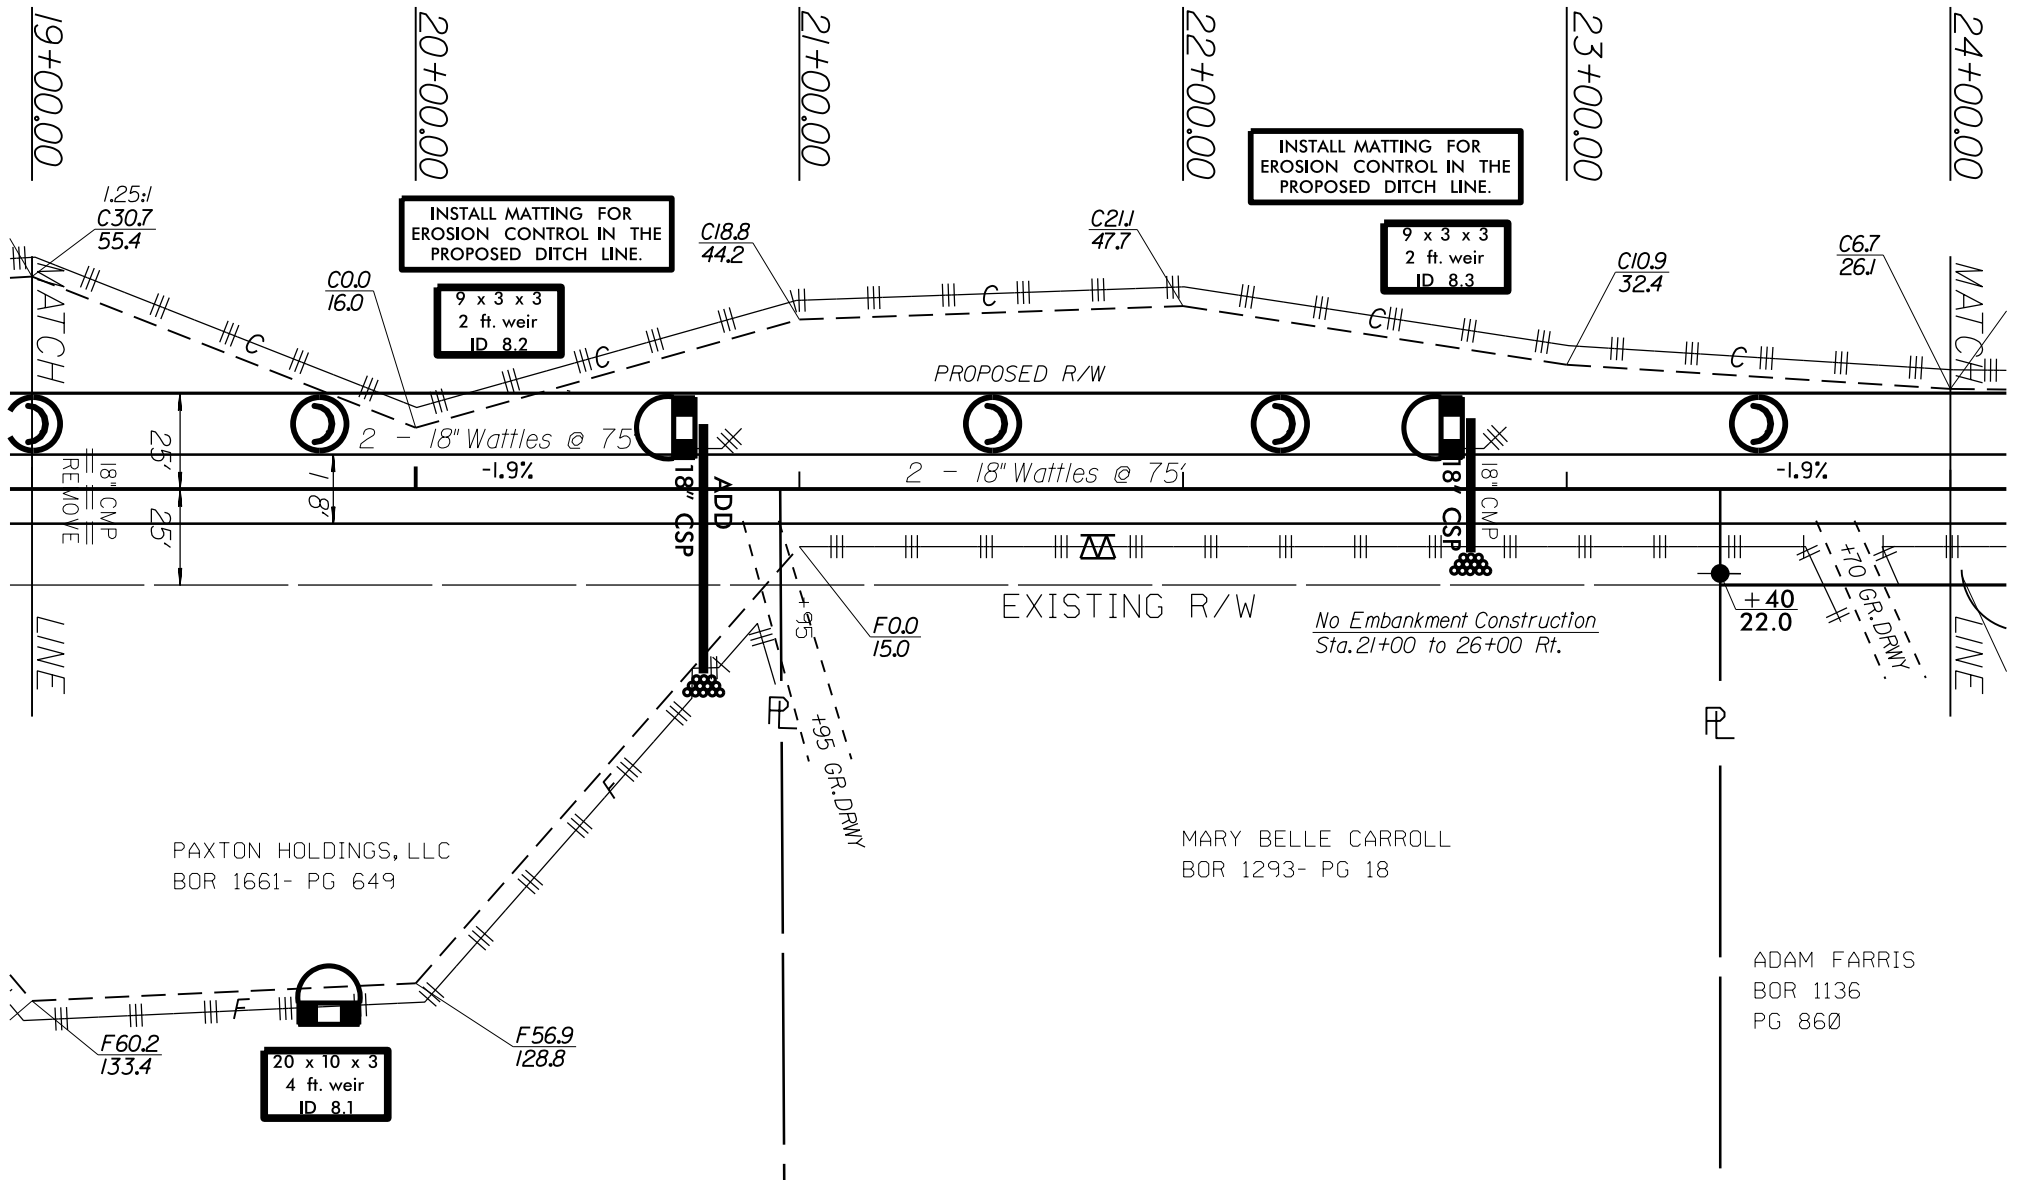 19+00.00
20+00.00
21+00.00
22+00.00
23+00.00
24+00.00
INSTALL MATTING FOR
EROSION CONTROL IN THE
PROPOSED DITCH LINE.
1.25:1
C30.7
55.4
INSTALL MATTING FOR
EROSION CONTROL IN THE
PROPOSED DITCH LINE.
C18.8
44.2
C21.1
47.7
9 x 3 x 3
2 ft. weir
ID 8.3
C10.9
32.4
C6.7
26.1
C0.0
16.0
9 x 3 x 3
2 ft. weir
ID 8.2
MATCH
MATCH
C
C
C
C
C
PROPOSED R/W
2 - 18" Wattles @ 75'
2 - 18" Wattles @ 75'
-1.9%
-1.9%
25'
25'
18'
18" CMP
REMOVE
18" CSP
ADD
18" CSP
18" CMP
EXISTING R/W
No Embankment Construction
Sta.21+00 to 26+00 Rt.
F0.0
15.0
+40
22.0
+70 GR.DRWY
+95
+95 GR.DRWY
LINE
LINE
PL
PL
F
F
PAXTON HOLDINGS, LLC
BOR 1661- PG 649
MARY BELLE CARROLL
BOR 1293- PG 18
ADAM FARRIS
BOR 1136
PG 860
F60.2
133.4
F56.9
128.8
20 x 10 x 3
4 ft. weir
ID 8.1